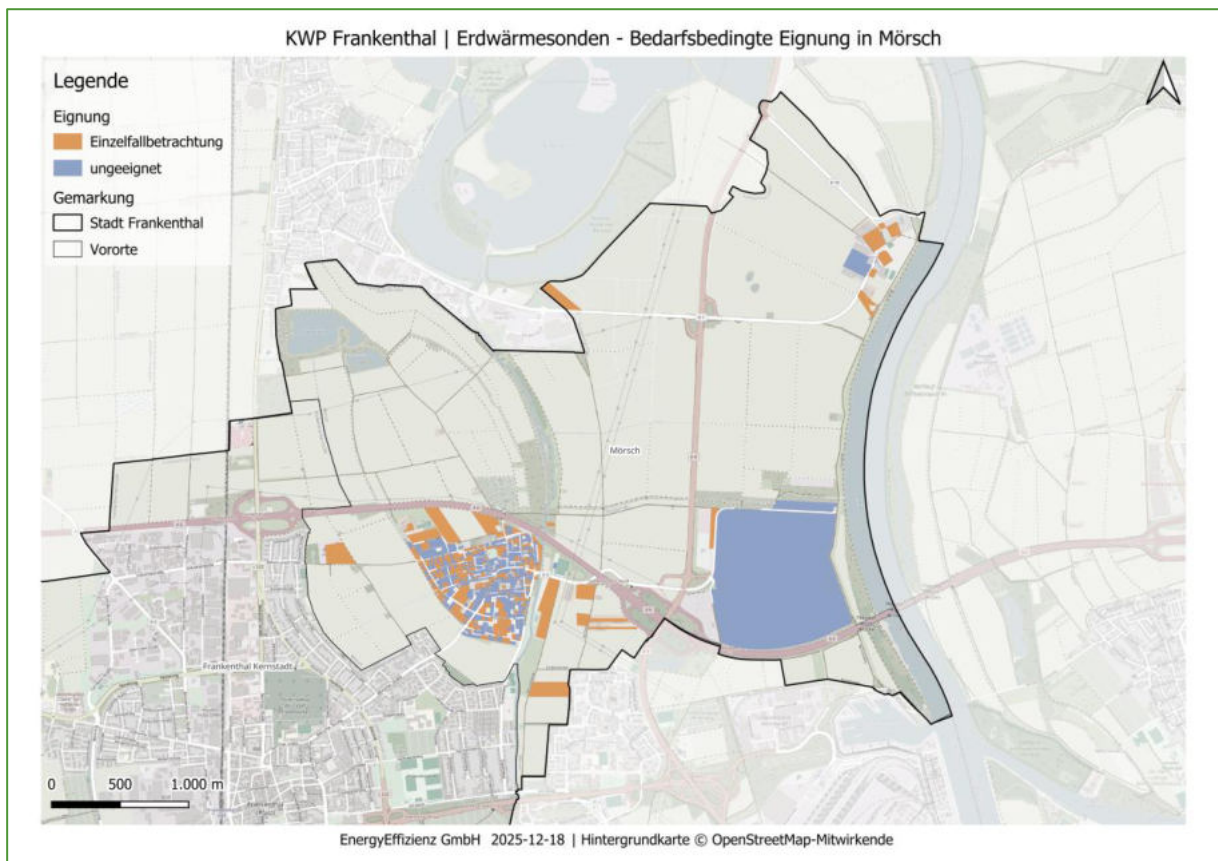 KWP Frankenthal | Erdwärmesonden - Bedarfsbedingte Eignung in Mörsch
Legende
Eignung
Einzelfallbetrachtung
ungeeignet
Gemarkung
Stadt Frankenthal
Vororte
Mörsch
Frankenthal Kernstadt
0 500 1.000 m
EnergyEffizienz GmbH 2025-12-18 | Hintergrundkarte © OpenStreetMap-Mitwirkende